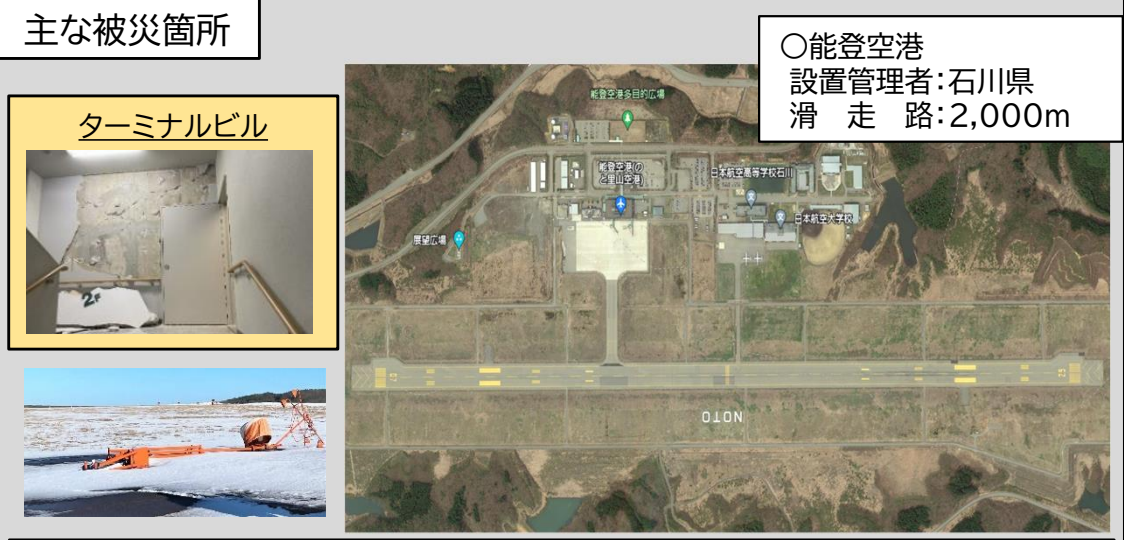 主な被災箇所
○能登空港
設置管理者：石川県
滑　走　路：2,000m
ターミナルビル
2F
能登空港多目的広場
能登空港(の
と里山空港)
日本航空高等学校石川
日本航空大学校
展望広場
07
25
NOTO